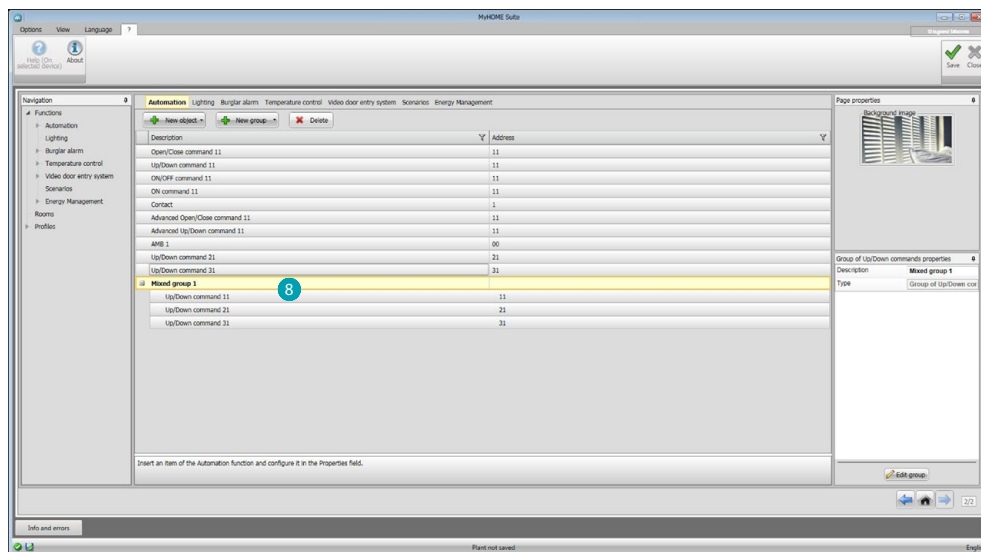 MyHOME Suite
Options View Language ?
Help (On selected device)
About
Save Close
Navigation
Functions
Automation
Lighting
Burglar alarm
Temperature control
Video door entry system
Scenarios
Energy Management
Rooms
Profiles
Automation Lighting Burglar alarm Temperature control Video door entry system Scenarios Energy Management
New object New group Delete
Description Address
Open/Close command 11 11
Up/Down command 11 11
ON/OFF command 11 11
ON command 11 11
Contact 1
Advanced Open/Close command 11 11
Advanced Up/Down command 11 11
AMB 1 00
Up/Down command 21 21
Up/Down command 31 31
Mixed group 1
8
Up/Down command 11 11
Up/Down command 21 21
Up/Down command 31 31
Insert an item of the Automation function and configure it in the Properties field.
Page properties
Background image
Group of Up/Down commands properties
Description Mixed group 1
Type Group of Up/Down cor
Edit group
2/2
Info and errors
Plant not saved
Engli